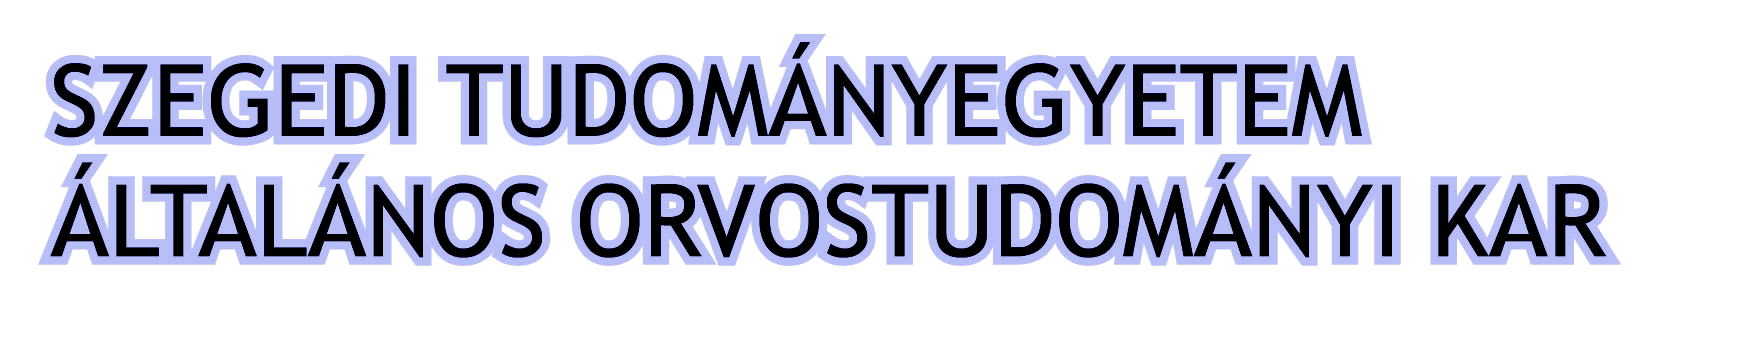 SZEGEDI TUDOMÁNYEGYETEM
ÁLTALÁNOS ORVOSTUDOMÁNYI KAR